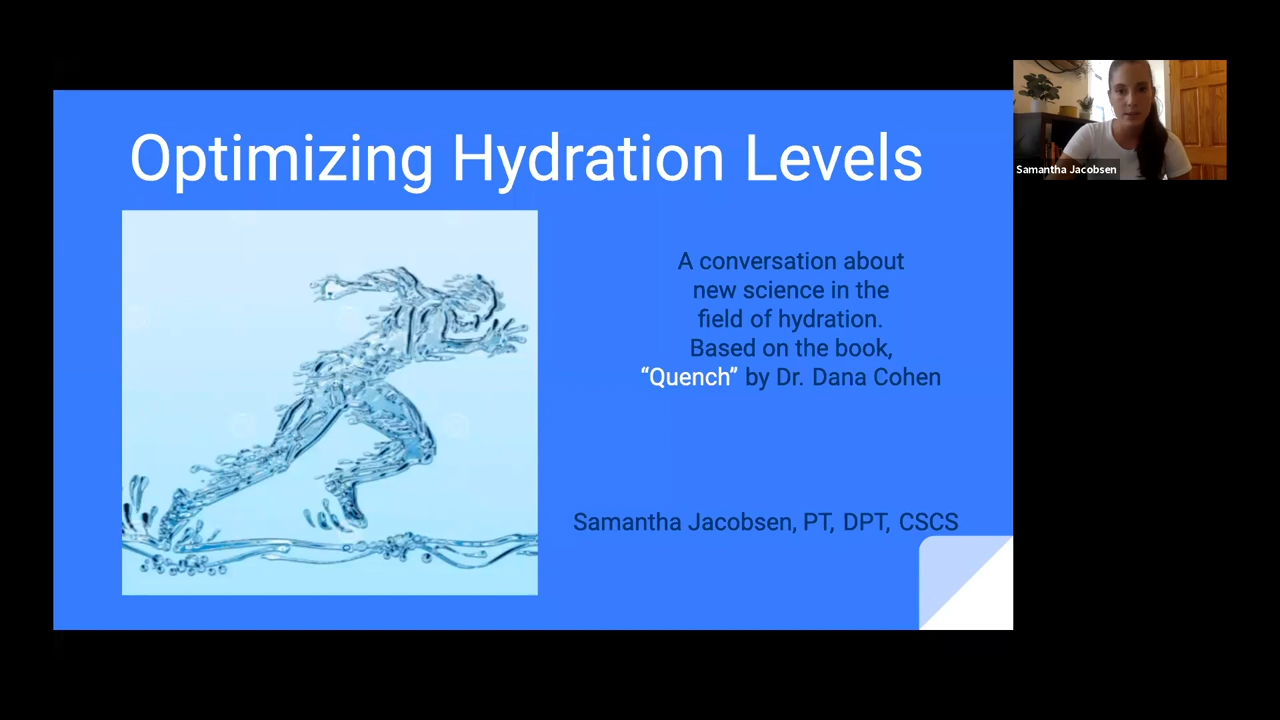 Optimizing Hydration Levels
A conversation about
new science in the
field of hydration.
Based on the book,
“Quench” by Dr. Dana Cohen
Samantha Jacobsen, PT, DPT, CSCS
Samantha Jacobsen